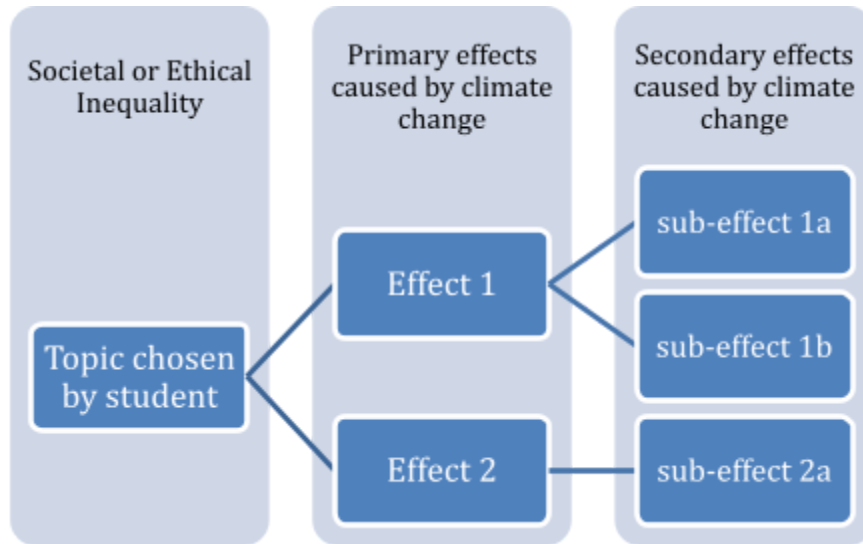 Societal or Ethical
Inequality
Primary effects
caused by climate
change
Secondary effects
caused by climate
change
Topic chosen
by student
Effect 1
Effect 2
sub-effect 1a
sub-effect 1b
sub-effect 2a